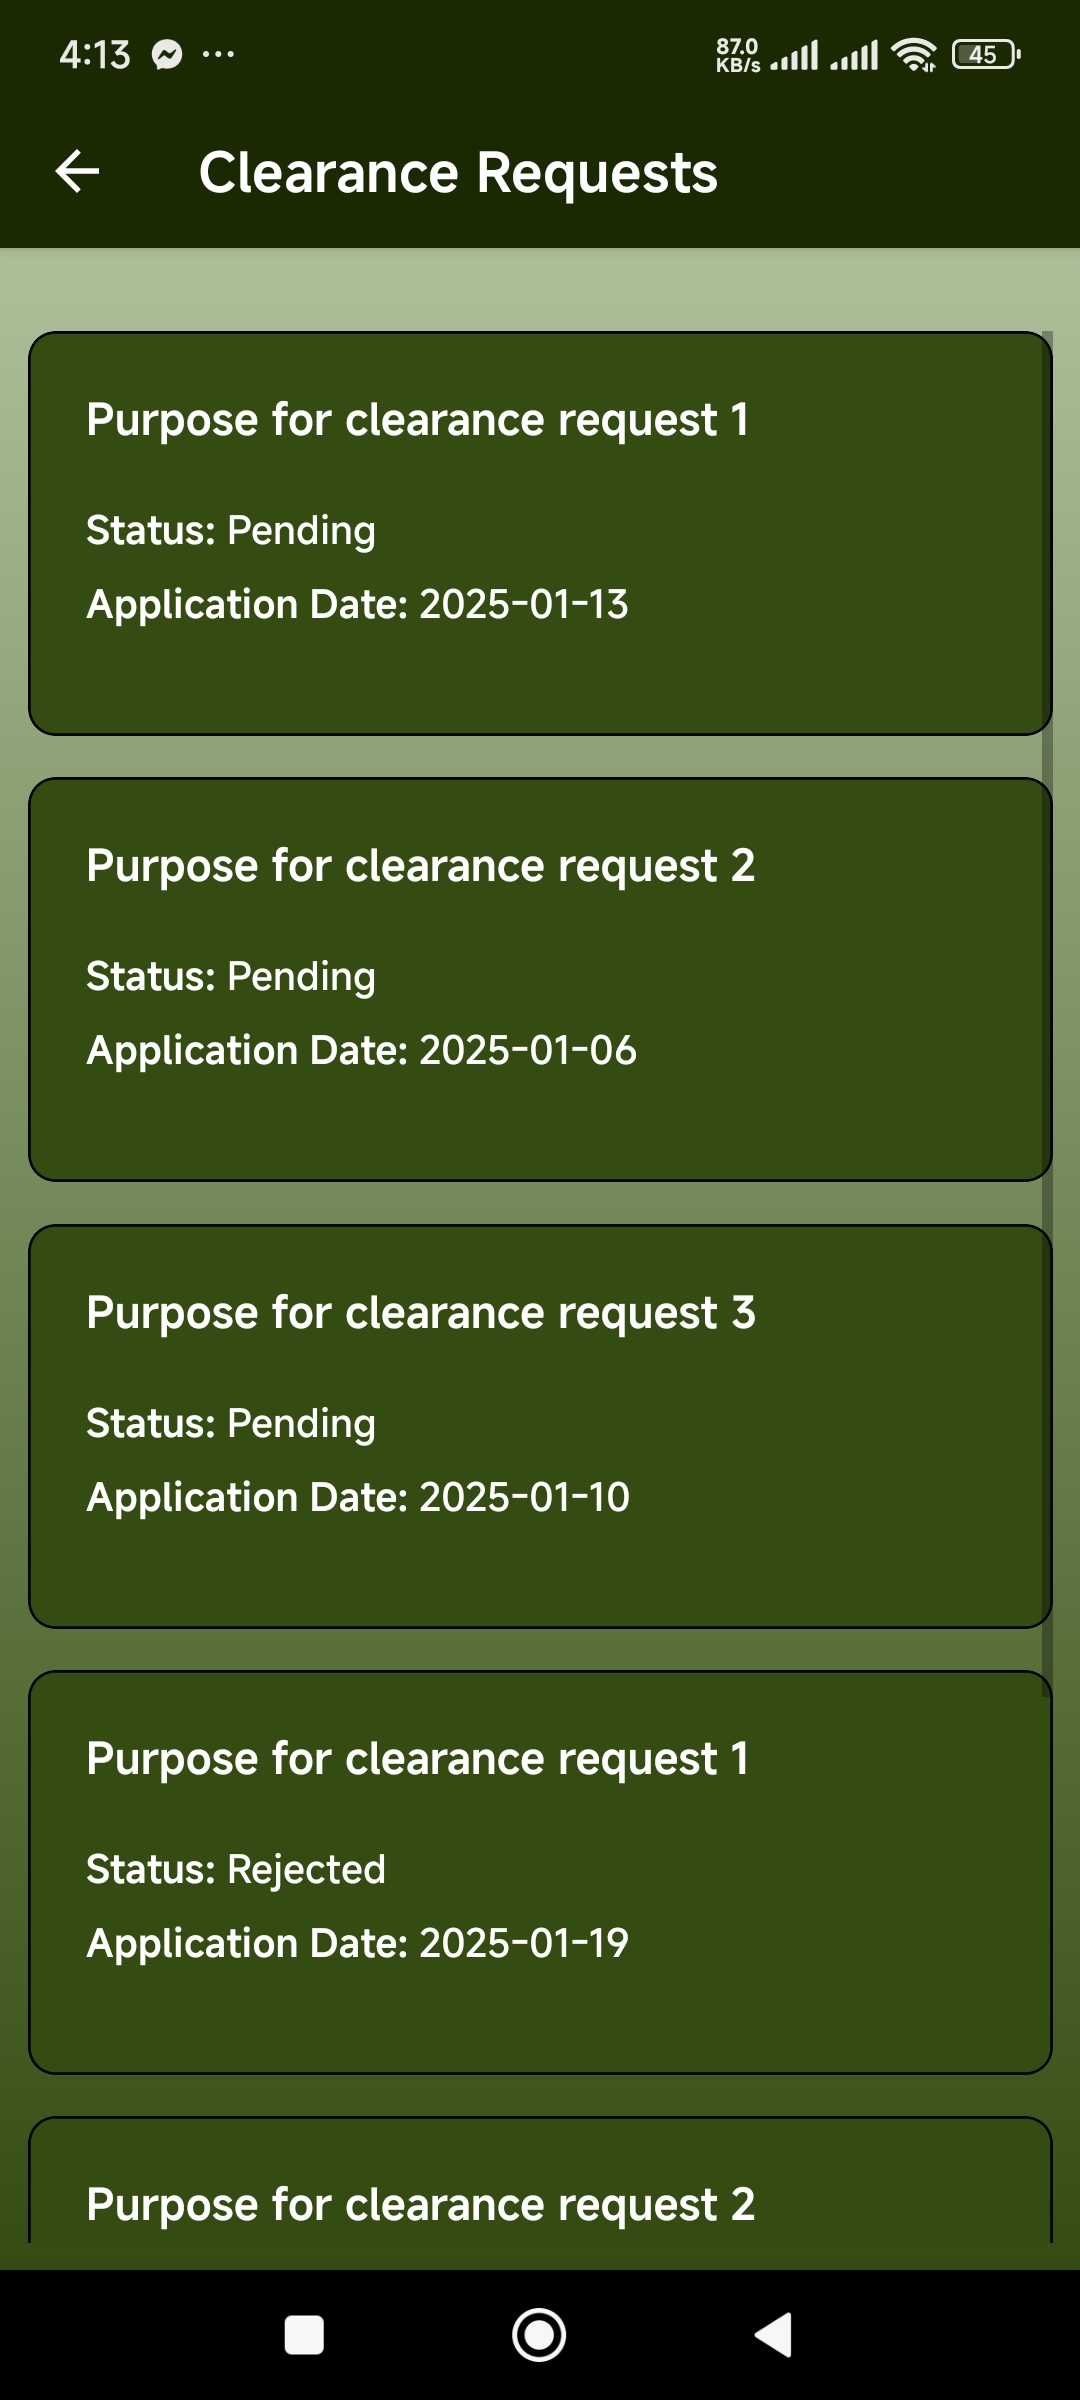 4:13 ... 87.0 KB/s 45
Clearance Requests
Purpose for clearance request 1
Status: Pending
Application Date: 2025-01-13
Purpose for clearance request 2
Status: Pending
Application Date: 2025-01-06
Purpose for clearance request 3
Status: Pending
Application Date: 2025-01-10
Purpose for clearance request 1
Status: Rejected
Application Date: 2025-01-19
Purpose for clearance request 2